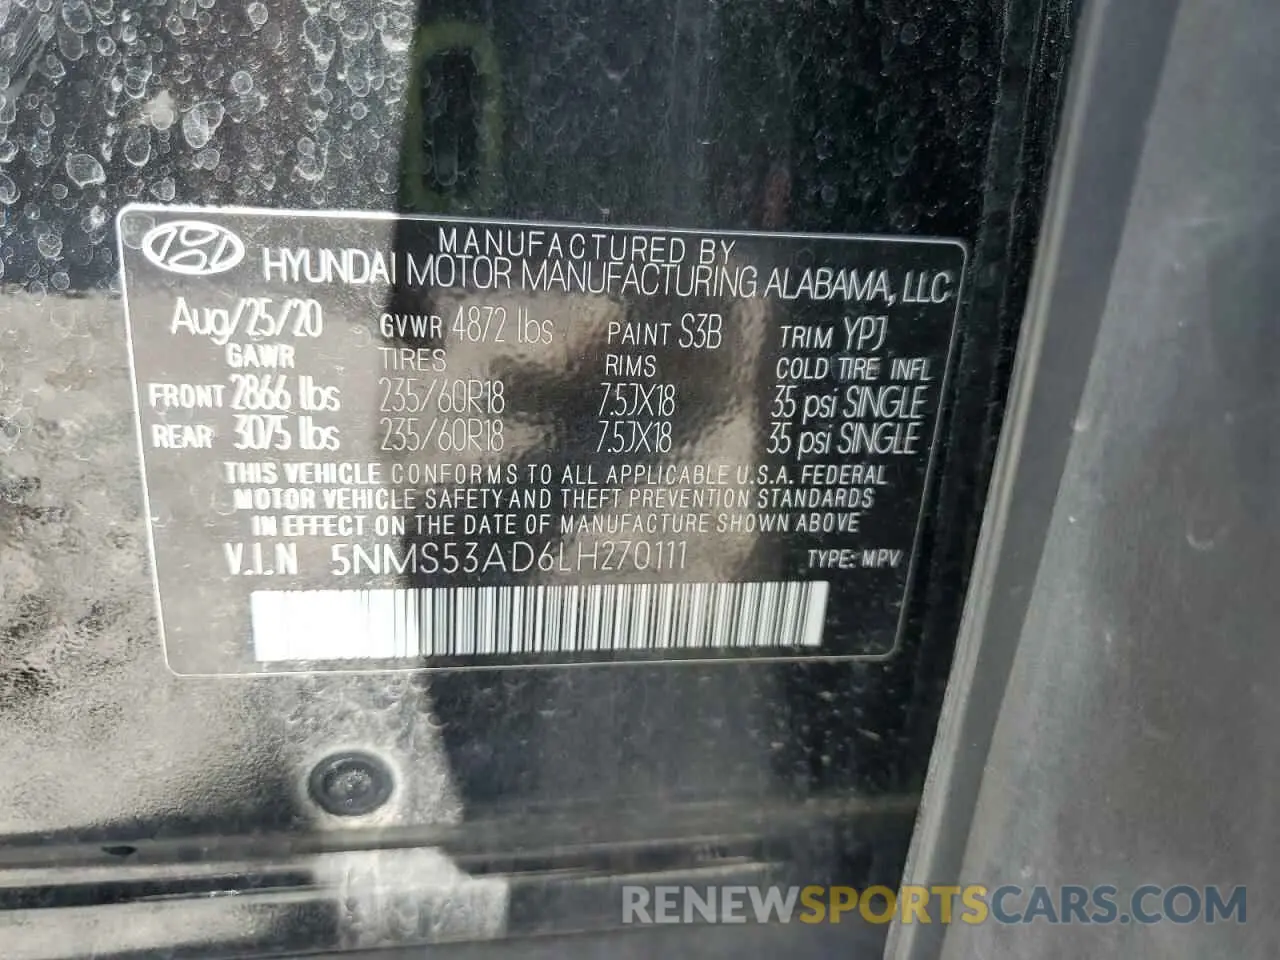 MANUFACTURED BY
HYUNDAI MOTOR MANUFACTURING ALABAMA, LLC
Aug/25/20 GVWR 4872 lbs PAINT S3B TRIM YPJ
GAWR TIRES RIMS COLD TIRE INFL
FRONT 2866 lbs 235/60R18 7.5JX18 35 psi SINGLE
REAR 3075 lbs 235/60R18 7.5JX18 35 psi SINGLE
THIS VEHICLE CONFORMS TO ALL APPLICABLE U.S.A. FEDERAL
MOTOR VEHICLE SAFETY AND THEFT PREVENTION STANDARDS
IN EFFECT ON THE DATE OF MANUFACTURE SHOWN ABOVE
V.I.N 5NMS53AD6LH270111 TYPE: MPV
RENEWSPORTSCARS.COM